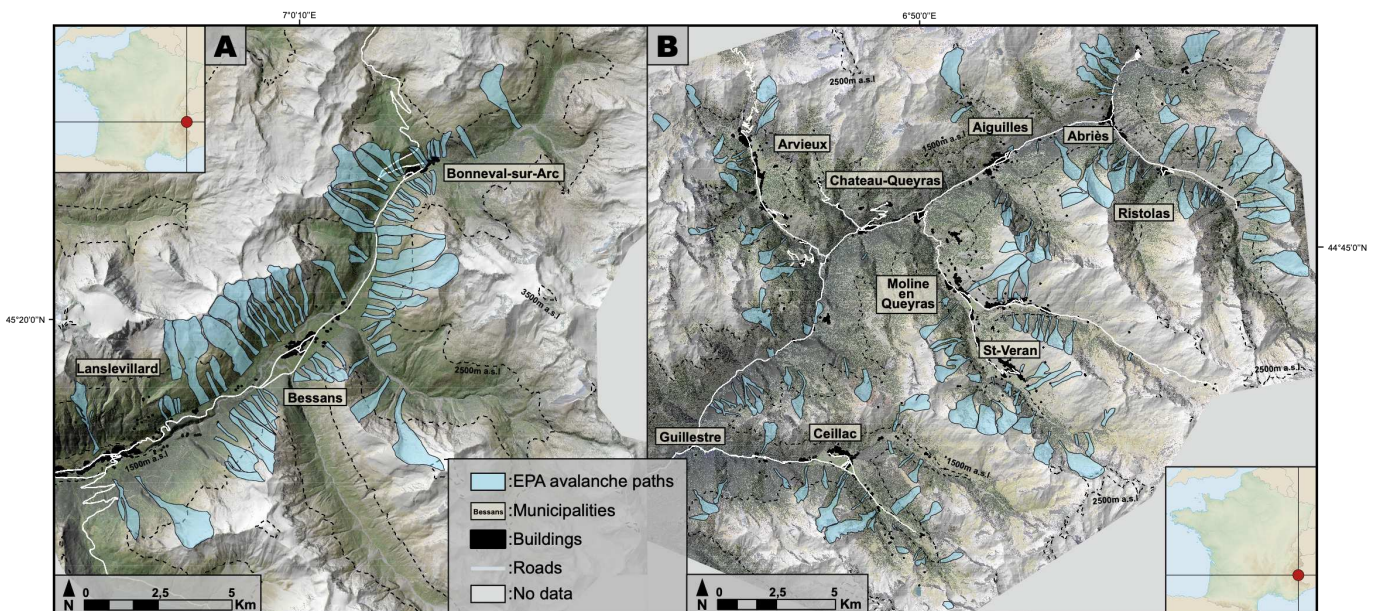 7°0'10"E
6°50'0"E
A
B
2500m a.s.l
Arvieux
1500m a.s.l
Aiguilles
Abriès
Bonneval-sur-Arc
Chateau-Queyras
Ristolas
44°45'0"N
Moline
en
Queyras
3500m a.s.l
45°20'0"N
Lanslevillard
2500m a.s.l
St-Veran
2500m a.s.l
Bessans
Guillestre
Ceillac
1500m a.s.l
1500m a.s.l
2500m a.s.l
:EPA avalanche paths
Bessans :Municipalities
:Buildings
:Roads
:No data
N 0 2,5 5 Km
N 0 2,5 5 Km